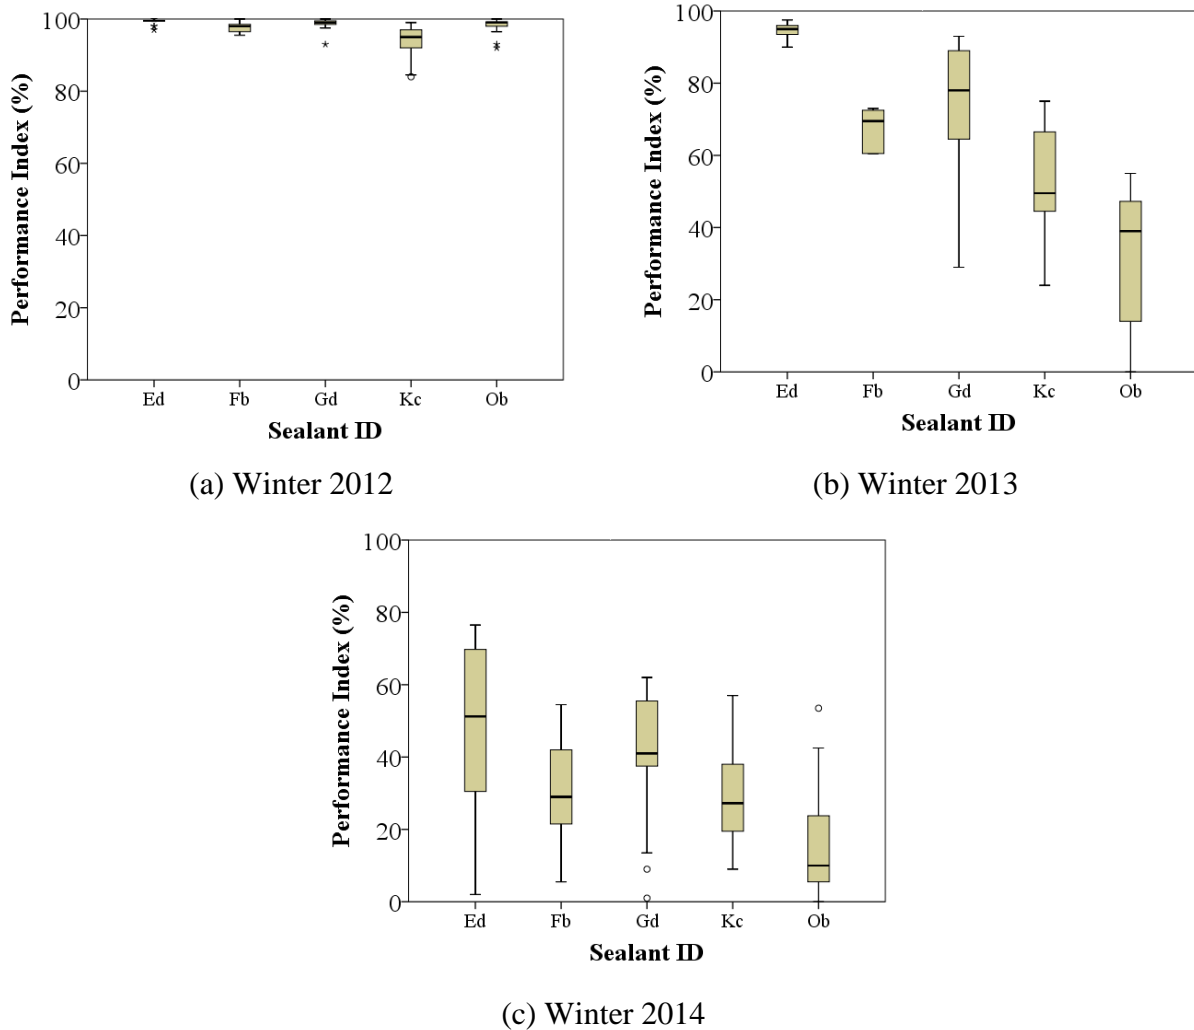 100
80
60
40
20
0
Performance Index (%)
Ed Fb Gd Kc Ob
Sealant ID
(a) Winter 2012
100
80
60
40
20
0
Performance Index (%)
Ed Fb Gd Kc Ob
Sealant ID
(b) Winter 2013
100
80
60
40
20
0
Performance Index (%)
Ed Fb Gd Kc Ob
Sealant ID
(c) Winter 2014